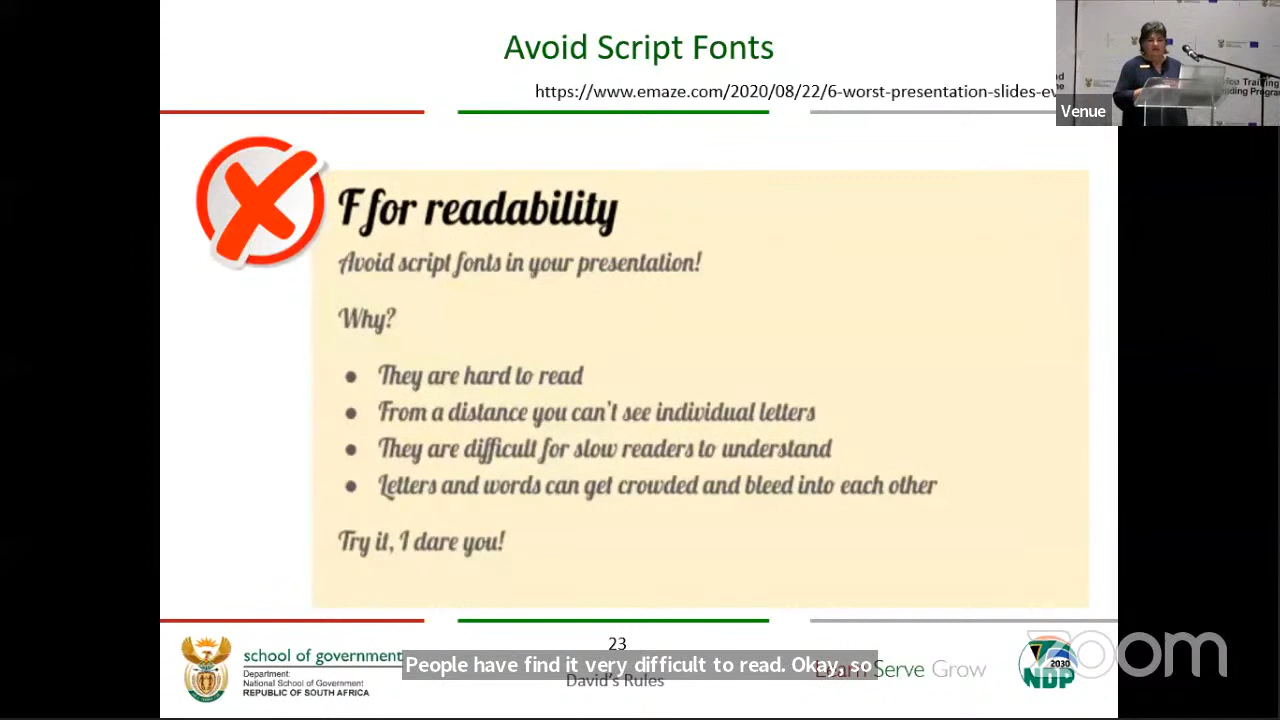 Avoid Script Fonts
https://www.emaze.com/2020/08/22/6-worst-presentation-slides-ev
Venue
F for readability
Avoid script fonts in your presentation!
Why?
● They are hard to read
● From a distance you can't see individual letters
● They are difficult for slow readers to understand
● Letters and words can get crowded and bleed into each other
Try it, I dare you!
23
school of government
Department:
National School of Government
REPUBLIC OF SOUTH AFRICA
People have find it very difficult to read. Okay, so
David's Rules
Learn Serve Grow
2030
NDP
zoom